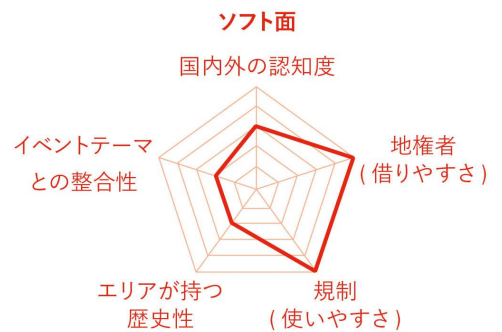 ソフト面
国内外の認知度
イベントテーマ
との整合性
地権者
(借りやすさ)
エリアが持つ
歴史性
規制
(使いやすさ)